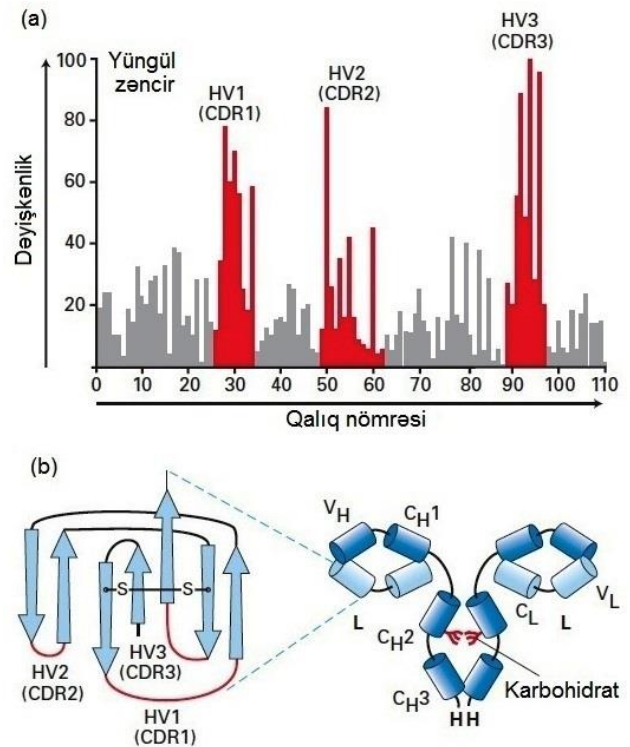 (a)
Yüngül
zəncir
HV1
(CDR1)
HV2
(CDR2)
HV3
(CDR3)
Dəyişkənlik
100
80
60
40
20
0 10 20 30 40 50 60 70 80 90 100 110
Qalıq nömrəsi
(b)
S S
HV3
(CDR3)
HV2
(CDR2)
HV1
(CDR1)
VH
CH1
L
CH2
CH3
H H
CL
L
VL
Karbohidrat